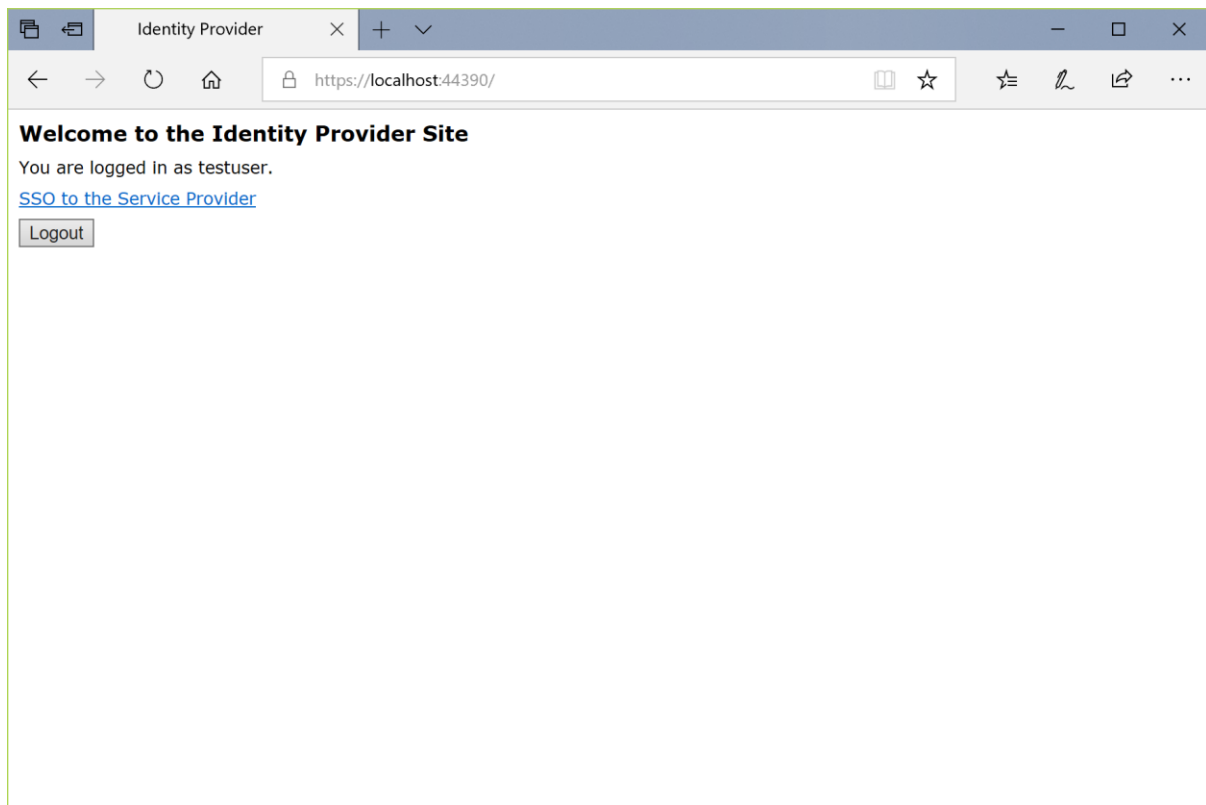 Identity Provider
https://localhost:44390/
Welcome to the Identity Provider Site
You are logged in as testuser.
SSO to the Service Provider
Logout